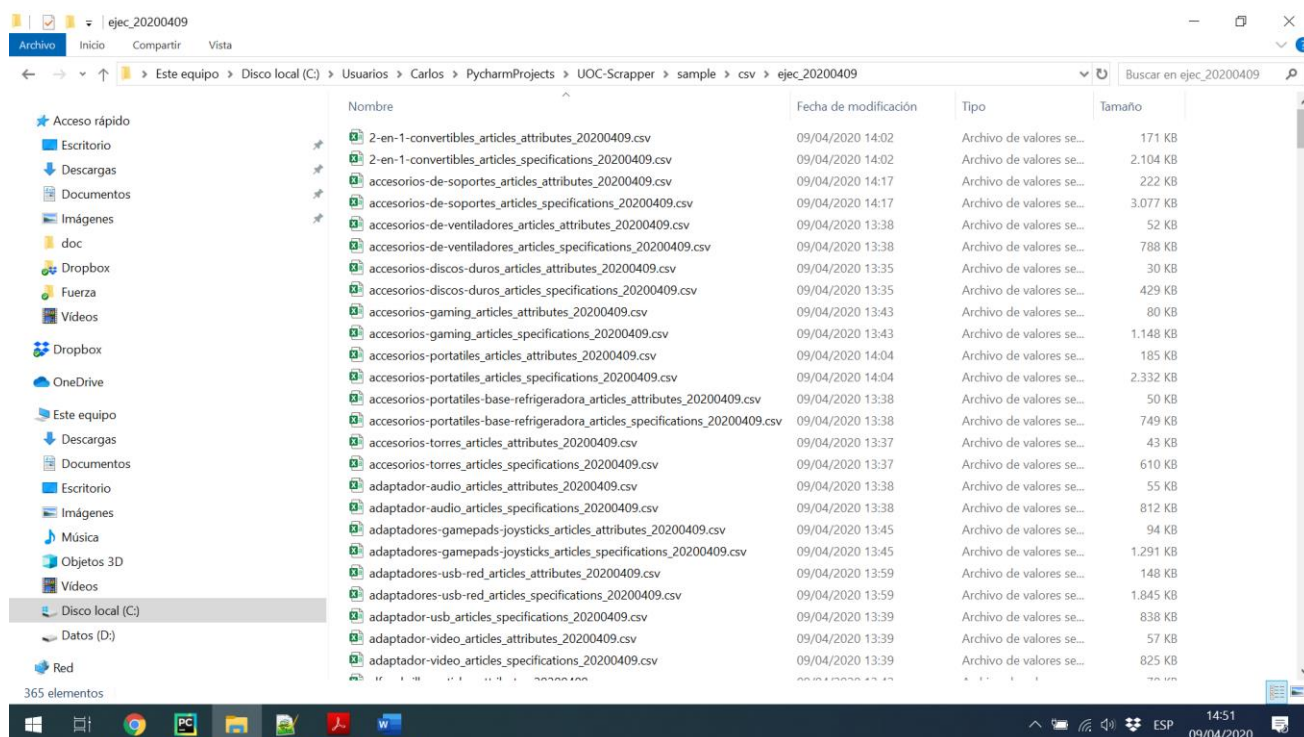 ejec_20200409
Archivo Inicio Compartir Vista
Este equipo > Disco local (C:) > Usuarios > Carlos > PycharmProjects > UOC-Scrapper > sample > csv > ejec_20200409 Buscar en ejec_20200409
Nombre Fecha de modificación Tipo Tamaño
Acceso rápido
Escritorio
Descargas
Documentos
Imágenes
doc
Dropbox
Fuerza
Vídeos
Dropbox
OneDrive
Este equipo
Descargas
Documentos
Escritorio
Imágenes
Música
Objetos 3D
Vídeos
Disco local (C:)
Datos (D:)
Red
2-en-1-convertibles_articles_attributes_20200409.csv 09/04/2020 14:02 Archivo de valores se... 171 KB
2-en-1-convertibles_articles_specifications_20200409.csv 09/04/2020 14:02 Archivo de valores se... 2.104 KB
accesorios-de-soportes_articles_attributes_20200409.csv 09/04/2020 14:17 Archivo de valores se... 222 KB
accesorios-de-soportes_articles_specifications_20200409.csv 09/04/2020 14:17 Archivo de valores se... 3.077 KB
accesorios-de-ventiladores_articles_attributes_20200409.csv 09/04/2020 13:38 Archivo de valores se... 52 KB
accesorios-de-ventiladores_articles_specifications_20200409.csv 09/04/2020 13:38 Archivo de valores se... 788 KB
accesorios-discos-duros_articles_attributes_20200409.csv 09/04/2020 13:35 Archivo de valores se... 30 KB
accesorios-discos-duros_articles_specifications_20200409.csv 09/04/2020 13:35 Archivo de valores se... 429 KB
accesorios-gaming_articles_attributes_20200409.csv 09/04/2020 13:43 Archivo de valores se... 80 KB
accesorios-gaming_articles_specifications_20200409.csv 09/04/2020 13:43 Archivo de valores se... 1.148 KB
accesorios-portatiles_articles_attributes_20200409.csv 09/04/2020 14:04 Archivo de valores se... 185 KB
accesorios-portatiles_articles_specifications_20200409.csv 09/04/2020 14:04 Archivo de valores se... 2.332 KB
accesorios-portatiles-base-refrigeradora_articles_attributes_20200409.csv 09/04/2020 13:38 Archivo de valores se... 50 KB
accesorios-portatiles-base-refrigeradora_articles_specifications_20200409.csv 09/04/2020 13:38 Archivo de valores se... 749 KB
accesorios-torres_articles_attributes_20200409.csv 09/04/2020 13:37 Archivo de valores se... 43 KB
accesorios-torres_articles_specifications_20200409.csv 09/04/2020 13:37 Archivo de valores se... 610 KB
adaptador-audio_articles_attributes_20200409.csv 09/04/2020 13:38 Archivo de valores se... 55 KB
adaptador-audio_articles_specifications_20200409.csv 09/04/2020 13:38 Archivo de valores se... 812 KB
adaptadores-gamepads-joysticks_articles_attributes_20200409.csv 09/04/2020 13:45 Archivo de valores se... 94 KB
adaptadores-gamepads-joysticks_articles_specifications_20200409.csv 09/04/2020 13:45 Archivo de valores se... 1.291 KB
adaptadores-usb-red_articles_attributes_20200409.csv 09/04/2020 13:59 Archivo de valores se... 148 KB
adaptadores-usb-red_articles_specifications_20200409.csv 09/04/2020 13:59 Archivo de valores se... 1.845 KB
adaptador-usb_articles_specifications_20200409.csv 09/04/2020 13:39 Archivo de valores se... 838 KB
adaptador-video_articles_attributes_20200409.csv 09/04/2020 13:39 Archivo de valores se... 57 KB
adaptador-video_articles_specifications_20200409.csv 09/04/2020 13:39 Archivo de valores se... 825 KB
365 elementos
ESP 14:51
09/04/2020